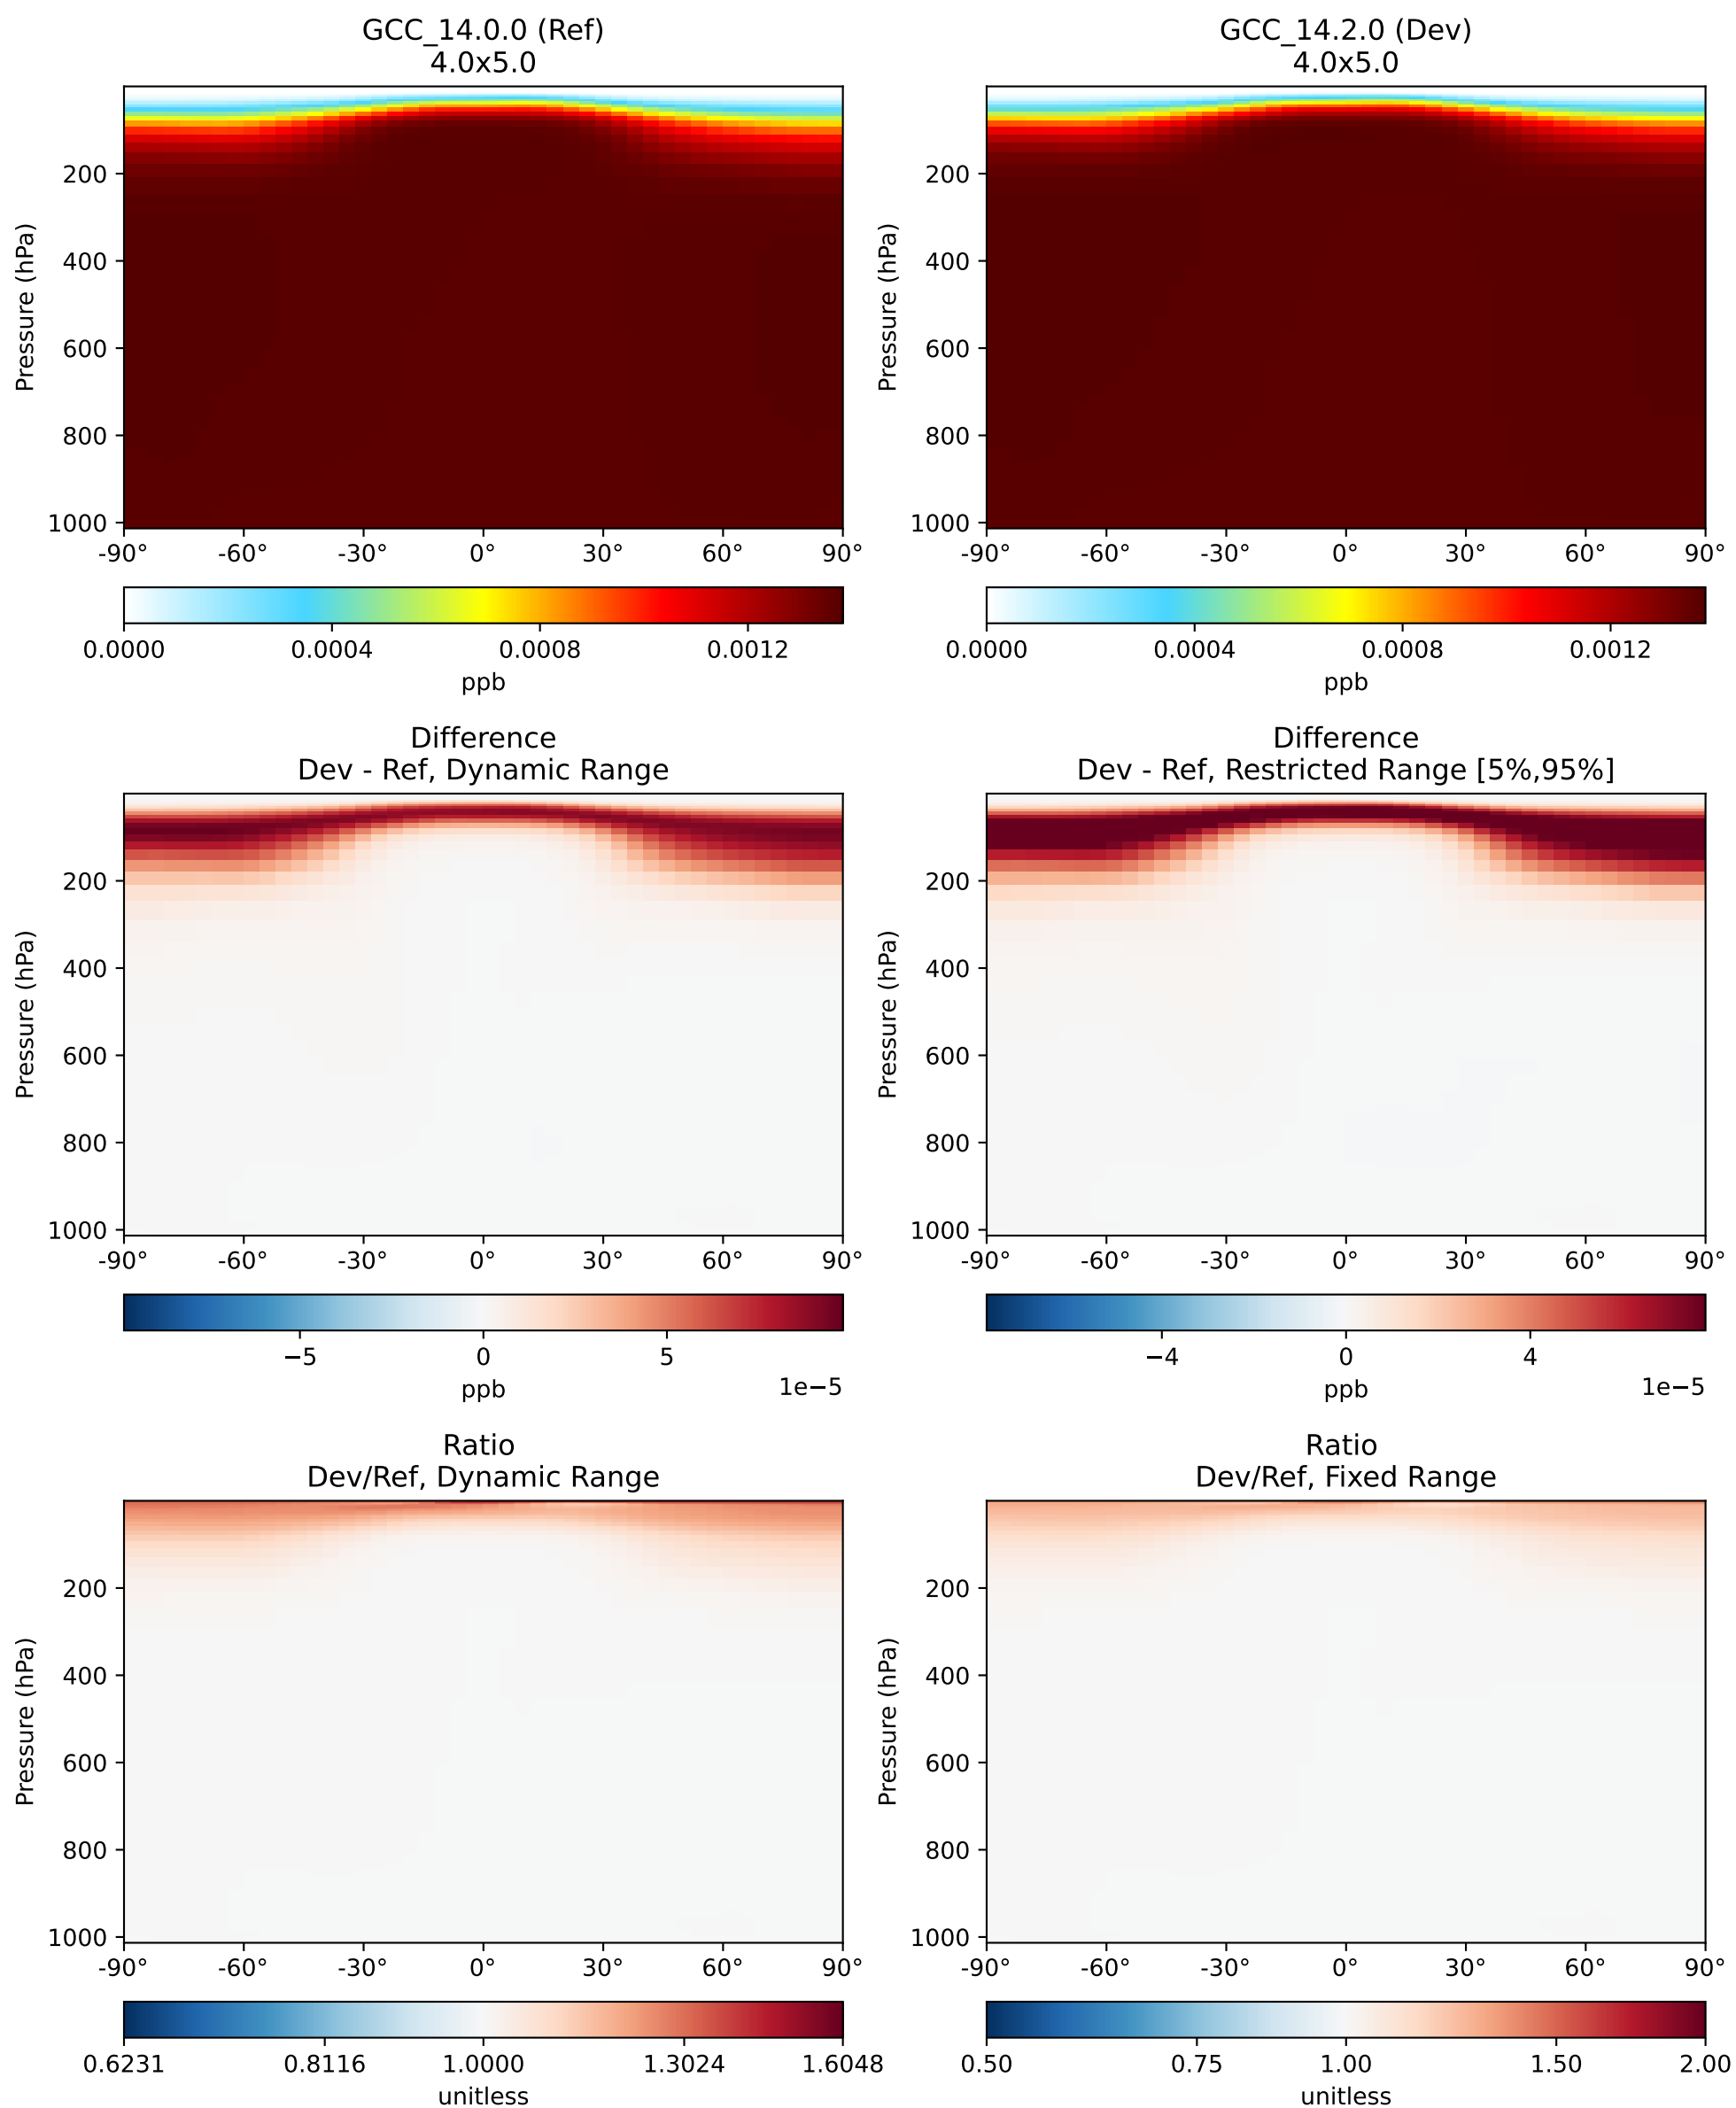 GCC_14.0.0 (Ref)
4.0x5.0
Pressure (hPa)
200
400
600
800
1000
-90° -60° -30° 0° 30° 60° 90°
0.0000 0.0004 0.0008 0.0012
ppb
GCC_14.2.0 (Dev)
4.0x5.0
Pressure (hPa)
200
400
600
800
1000
-90° -60° -30° 0° 30° 60° 90°
0.0000 0.0004 0.0008 0.0012
ppb
Difference
Dev - Ref, Dynamic Range
Pressure (hPa)
200
400
600
800
1000
-90° -60° -30° 0° 30° 60° 90°
−5 0 5
ppb 1e−5
Difference
Dev - Ref, Restricted Range [5%,95%]
Pressure (hPa)
200
400
600
800
1000
-90° -60° -30° 0° 30° 60° 90°
−4 0 4
ppb 1e−5
Ratio
Dev/Ref, Dynamic Range
Pressure (hPa)
200
400
600
800
1000
-90° -60° -30° 0° 30° 60° 90°
0.6231 0.8116 1.0000 1.3024 1.6048
unitless
Ratio
Dev/Ref, Fixed Range
Pressure (hPa)
200
400
600
800
1000
-90° -60° -30° 0° 30° 60° 90°
0.50 0.75 1.00 1.50 2.00
unitless